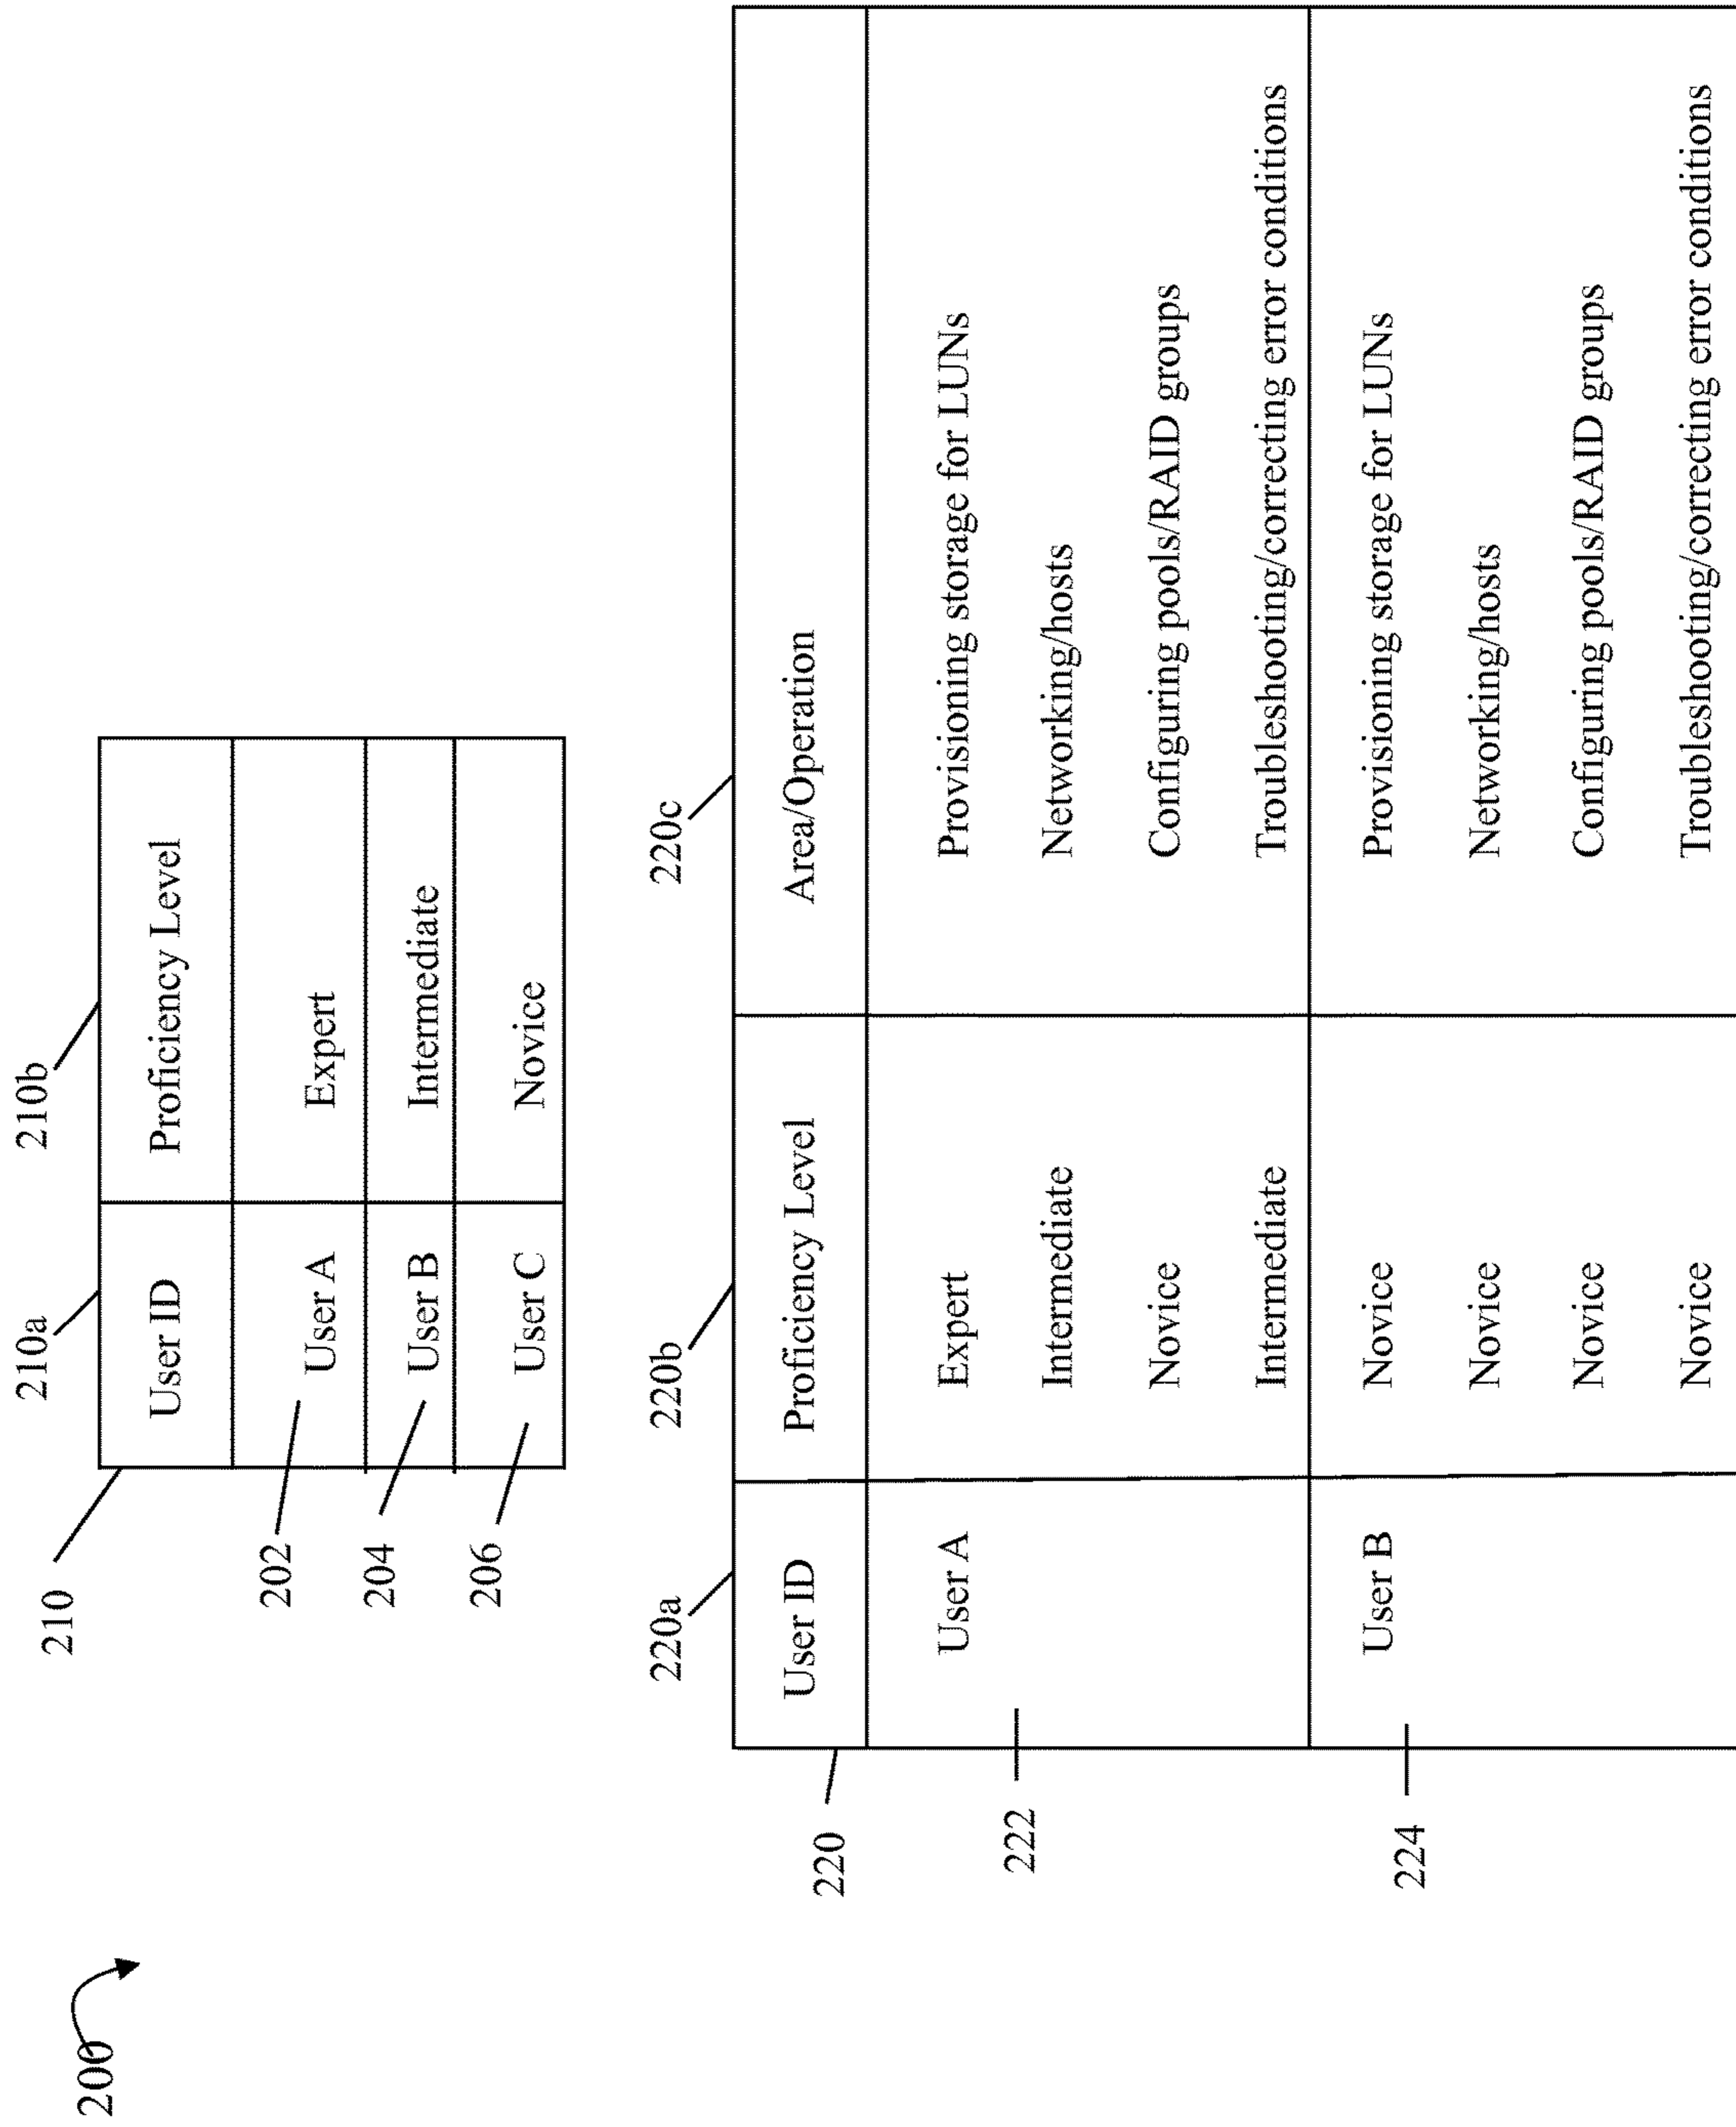 200
210
210a
210b
User ID Proficiency Level
202
User A Expert
204
User B Intermediate
206
User C Novice
220a 220b 220c
220
User ID Proficiency Level Area/Operation
222
User A Expert Provisioning storage for LUNs
Intermediate Networking/hosts
Novice Configuring pools/RAID groups
Intermediate Troubleshooting/correcting error conditions
224
User B Novice Provisioning storage for LUNs
Novice Networking/hosts
Novice Configuring pools/RAID groups
Novice Troubleshooting/correcting error conditions